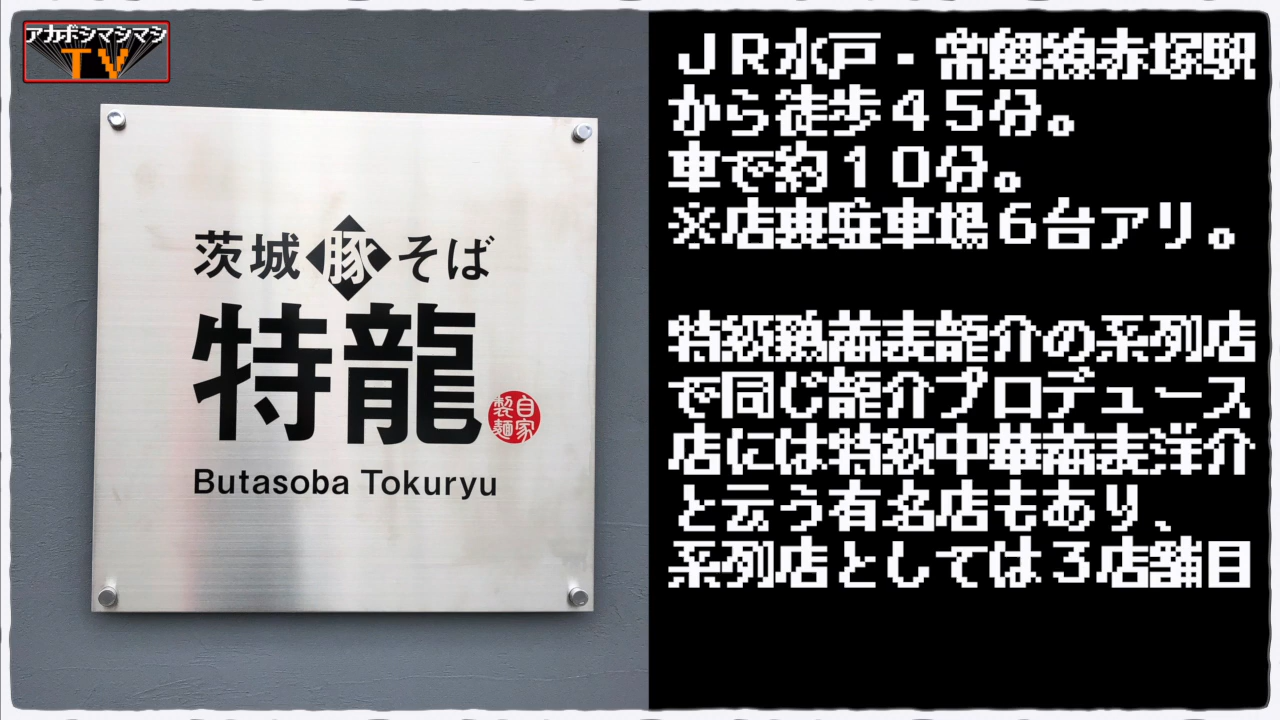 アカボシマシマシ
TV
茨城豚そば
特龍
自家
製麺
Butasoba Tokuryu
JR水戸・常磐線赤塚駅
から徒歩45分。
車で約10分。
※店裏駐車場6台アリ。
特級鶏蕎麦龍介の系列店
で同じ龍介プロデュース
店には特級中華蕎麦洋介
と云う有名店もあり、
系列店としては3店舗目